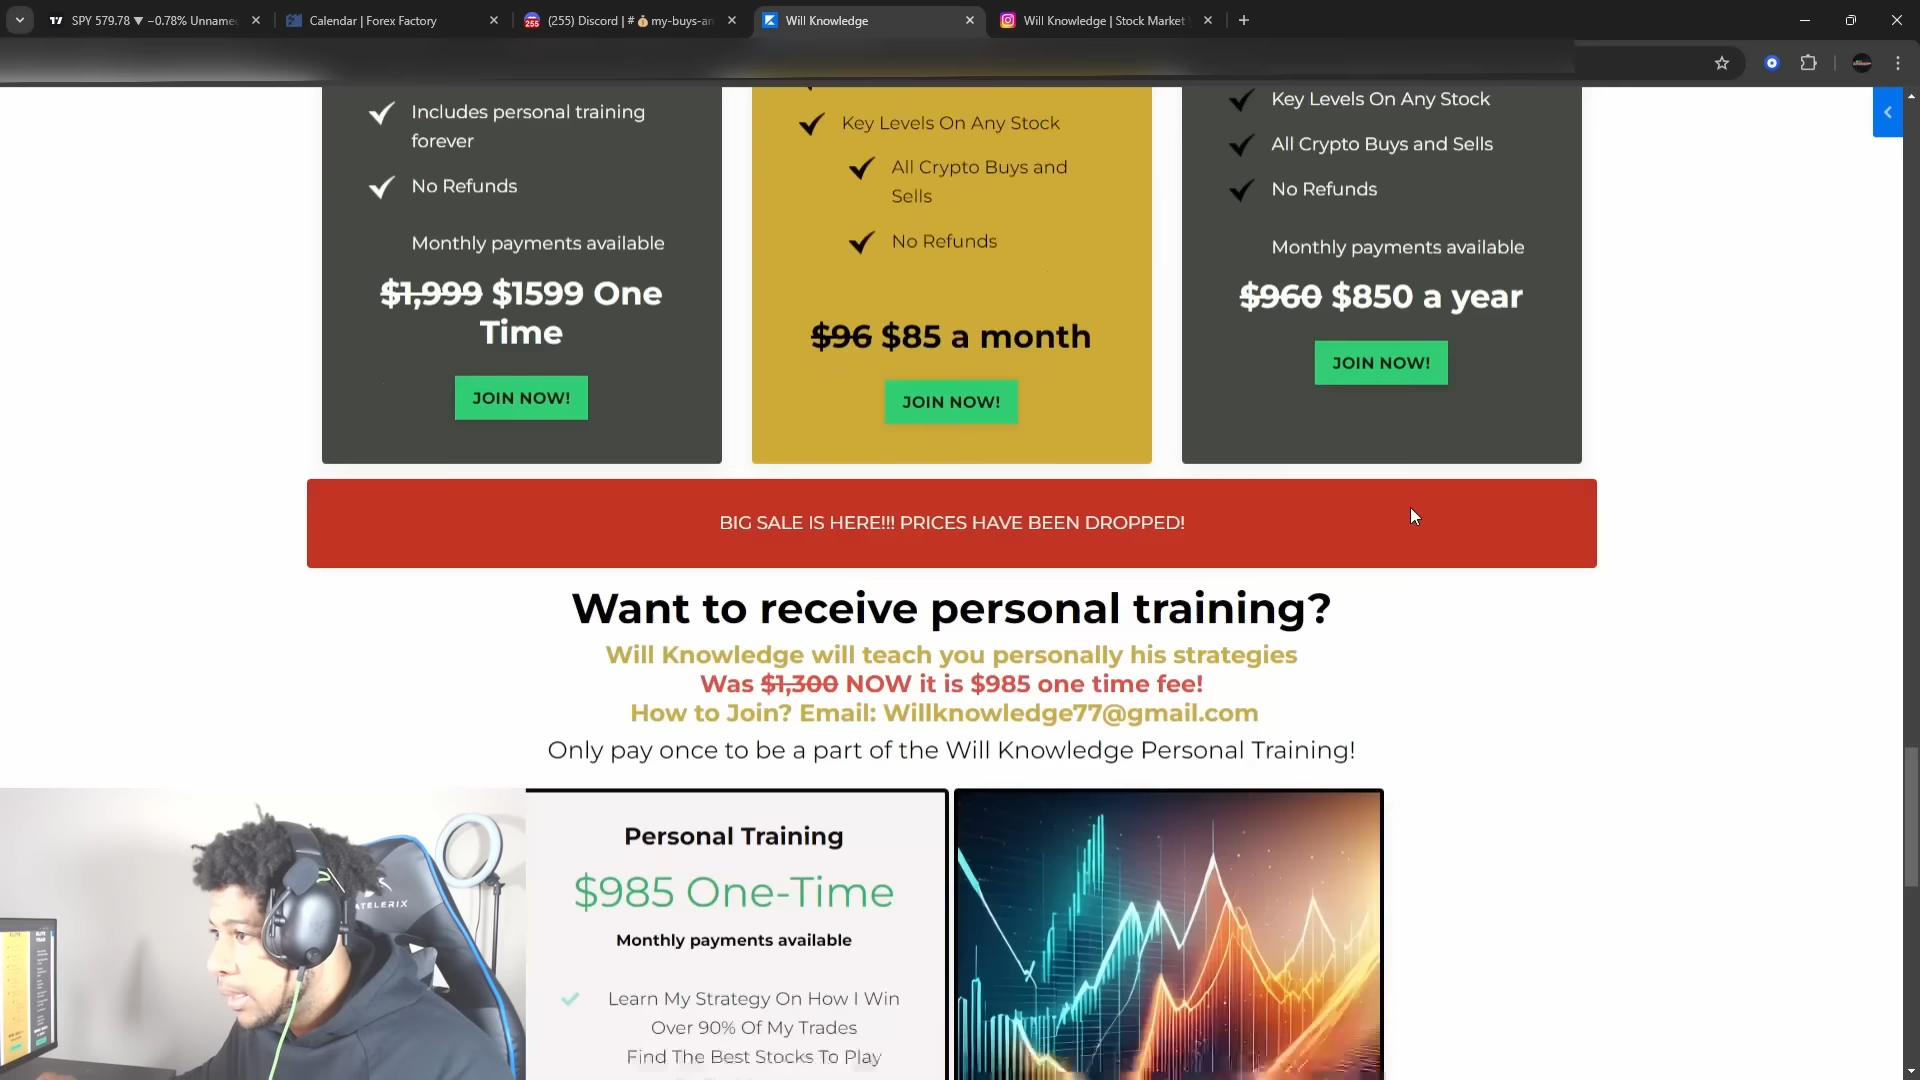 SPY 579.78 ▼ −0.78% Unname
Calendar | Forex Factory
(255) Discord | # 💰my-buys-an
Will Knowledge
Will Knowledge | Stock Market
Includes personal training
forever
No Refunds
Monthly payments available
$1,999 $1599 One
Time
JOIN NOW!
Key Levels On Any Stock
All Crypto Buys and
Sells
No Refunds
$96 $85 a month
JOIN NOW!
Key Levels On Any Stock
All Crypto Buys and Sells
No Refunds
Monthly payments available
$960 $850 a year
JOIN NOW!
BIG SALE IS HERE!!! PRICES HAVE BEEN DROPPED!
Want to receive personal training?
Will Knowledge will teach you personally his strategies
Was $1,300 NOW it is $985 one time fee!
How to Join? Email: Willknowledge77@gmail.com
Only pay once to be a part of the Will Knowledge Personal Training!
Personal Training
$985 One-Time
Monthly payments available
Learn My Strategy On How I Win
Over 90% Of My Trades
Find The Best Stocks To Play